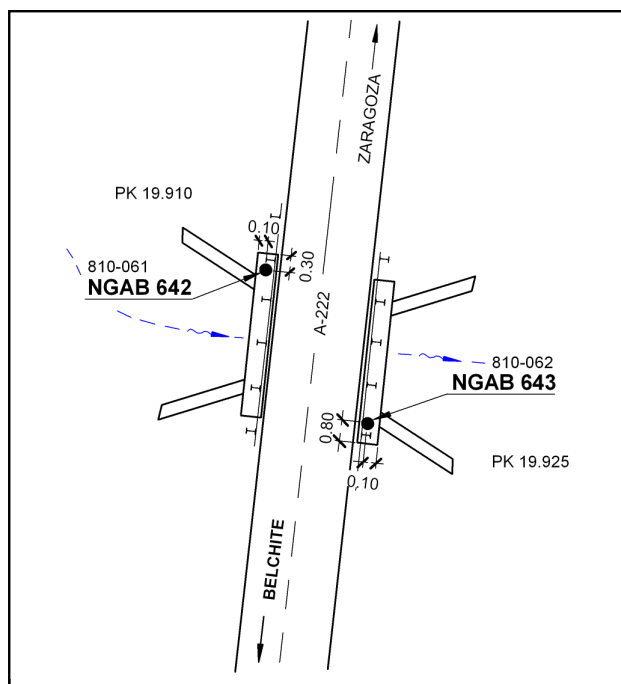 ZARAGOZA
PK 19.910
0.10
810-061
NGAB 642
0.30
A-222
810-062
NGAB 643
0.80
PK 19.925
0,10
BELCHITE